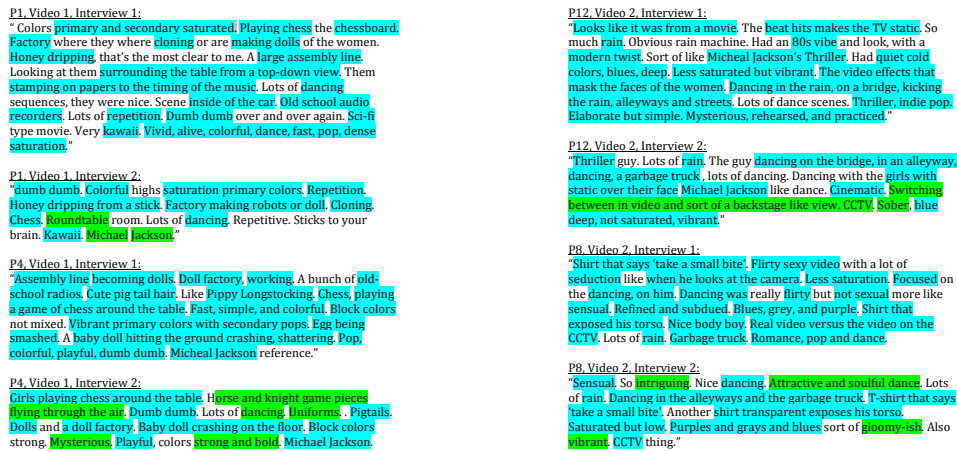 P1, Video 1, Interview 1:
“ Colors primary and secondary saturated. Playing chess the chessboard.
Factory where they where cloning or are making dolls of the women.
Honey dripping, that’s the most clear to me. A large assembly line.
Looking at them surrounding the table from a top-down view. Them
stamping on papers to the timing of the music. Lots of dancing
sequences, they were nice. Scene inside of the car. Old school audio
recorders. Lots of repetition. Dumb dumb over and over again. Sci-fi
type movie. Very kawaii. Vivid, alive, colorful, dance, fast, pop, dense
saturation.”
P1, Video 1, Interview 2:
"dumb dumb. Colorful highs saturation primary colors. Repetition.
Honey dripping from a stick. Factory making robots or doll. Cloning.
Chess. Roundtable room. Lots of dancing. Repetitive. Sticks to your
brain. Kawaii. Michael Jackson.”
P4, Video 1, Interview 1:
“Assembly line becoming dolls. Doll factory, working. A bunch of old-
school radios. Cute pig tail hair. Like Pippy Longstocking. Chess, playing
a game of chess around the table. Fast, simple, and colorful. Block colors
not mixed. Vibrant primary colors with secondary pops. Egg being
smashed. A baby doll hitting the ground crashing, shattering. Pop,
colorful, playful, dumb dumb. Micheal Jackson reference.”
P4, Video 1, Interview 2:
Girls playing chess around the table. Horse and knight game pieces
flying through the air. Dumb dumb. Lots of dancing. Uniforms. . Pigtails.
Dolls and a doll factory. Baby doll crashing on the floor. Block colors
strong. Mysterious. Playful, colors strong and bold. Michael Jackson.
P12, Video 2, Interview 1:
“Looks like it was from a movie. The beat hits makes the TV static. So
much rain. Obvious rain machine. Had an 80s vibe and look, with a
modern twist. Sort of like Micheal Jackson’s Thriller. Had quiet cold
colors, blues, deep. Less saturated but vibrant. The video effects that
mask the faces of the women. Dancing in the rain, on a bridge, kicking
the rain, alleyways and streets. Lots of dance scenes. Thriller, indie pop.
Elaborate but simple. Mysterious, rehearsed, and practiced.”
P12, Video 2, Interview 2:
“Thriller guy. Lots of rain. The guy dancing on the bridge, in an alleyway,
dancing, a garbage truck , lots of dancing. Dancing with the girls with
static over their face Michael Jackson like dance. Cinematic. Switching
between in video and sort of a backstage like view. CCTV. Sober, blue
deep, not saturated, vibrant.”
P8, Video 2, Interview 1:
“Shirt that says ‘take a small bite’. Flirty sexy video with a lot of
seduction like when he looks at the camera. Less saturation. Focused on
the dancing, on him. Dancing was really flirty but not sexual more like
sensual. Refined and subdued. Blues, grey, and purple. Shirt that
exposed his torso. Nice body boy. Real video versus the video on the
CCTV. Lots of rain. Garbage truck. Romance, pop and dance.
P8, Video 2, Interview 2:
“Sensual. So intriguing. Nice dancing. Attractive and soulful dance. Lots
of rain. Dancing in the alleyways and the garbage truck. T-shirt that says
‘take a small bite’. Another shirt transparent exposes his torso.
Saturated but low. Purples and grays and blues sort of gloomy-ish. Also
vibrant. CCTV thing.”